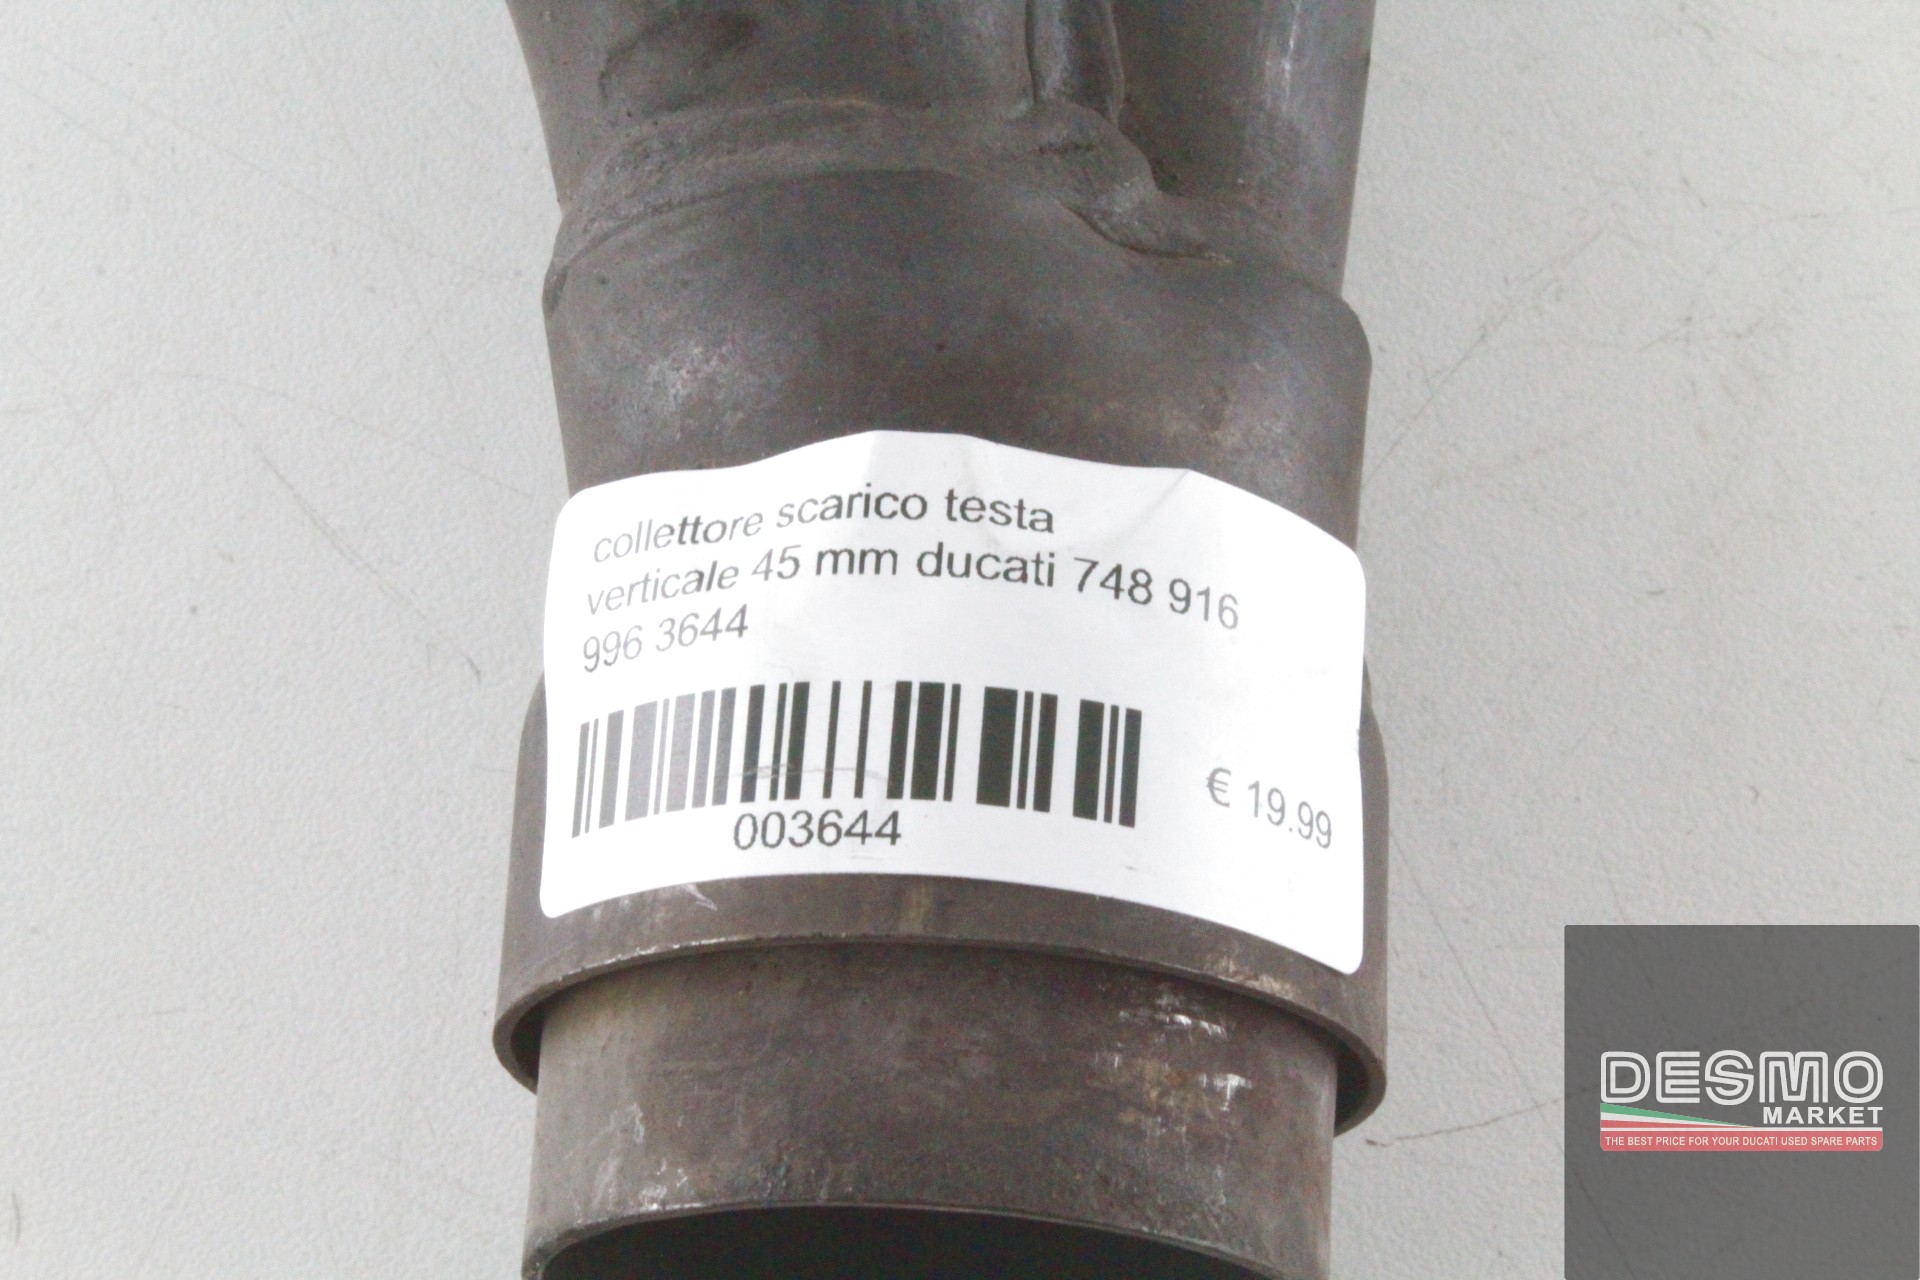 collettore scarico testa
verticale 45 mm ducati 748 916
996 3644
003644
€ 19.99
DESMO
MARKET
THE BEST PRICE FOR YOUR DUCATI USED SPARE PARTS